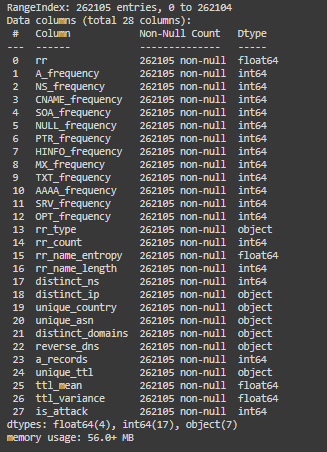 RangeIndex: 262105 entries, 0 to 262104
Data columns (total 28 columns):
 #   Column            Non-Null Count   Dtype
---  ------            --------------   -----
 0   rr                262105 non-null  float64
 1   A_frequency       262105 non-null  int64
 2   NS_frequency      262105 non-null  int64
 3   CNAME_frequency   262105 non-null  int64
 4   SOA_frequency     262105 non-null  int64
 5   NULL_frequency    262105 non-null  int64
 6   PTR_frequency     262105 non-null  int64
 7   HINFO_frequency   262105 non-null  int64
 8   MX_frequency      262105 non-null  int64
 9   TXT_frequency     262105 non-null  int64
 10  AAAA_frequency    262105 non-null  int64
 11  SRV_frequency     262105 non-null  int64
 12  OPT_frequency     262105 non-null  int64
 13  rr_type           262105 non-null  object
 14  rr_count          262105 non-null  int64
 15  rr_name_entropy   262105 non-null  float64
 16  rr_name_length    262105 non-null  int64
 17  distinct_ns       262105 non-null  int64
 18  distinct_ip       262105 non-null  object
 19  unique_country    262105 non-null  object
 20  unique_asn        262105 non-null  object
 21  distinct_domains  262105 non-null  object
 22  reverse_dns       262105 non-null  object
 23  a_records         262105 non-null  int64
 24  unique_ttl        262105 non-null  object
 25  ttl_mean          262105 non-null  float64
 26  ttl_variance      262105 non-null  float64
 27  is_attack         262105 non-null  int64
dtypes: float64(4), int64(17), object(7)
memory usage: 56.0+ MB